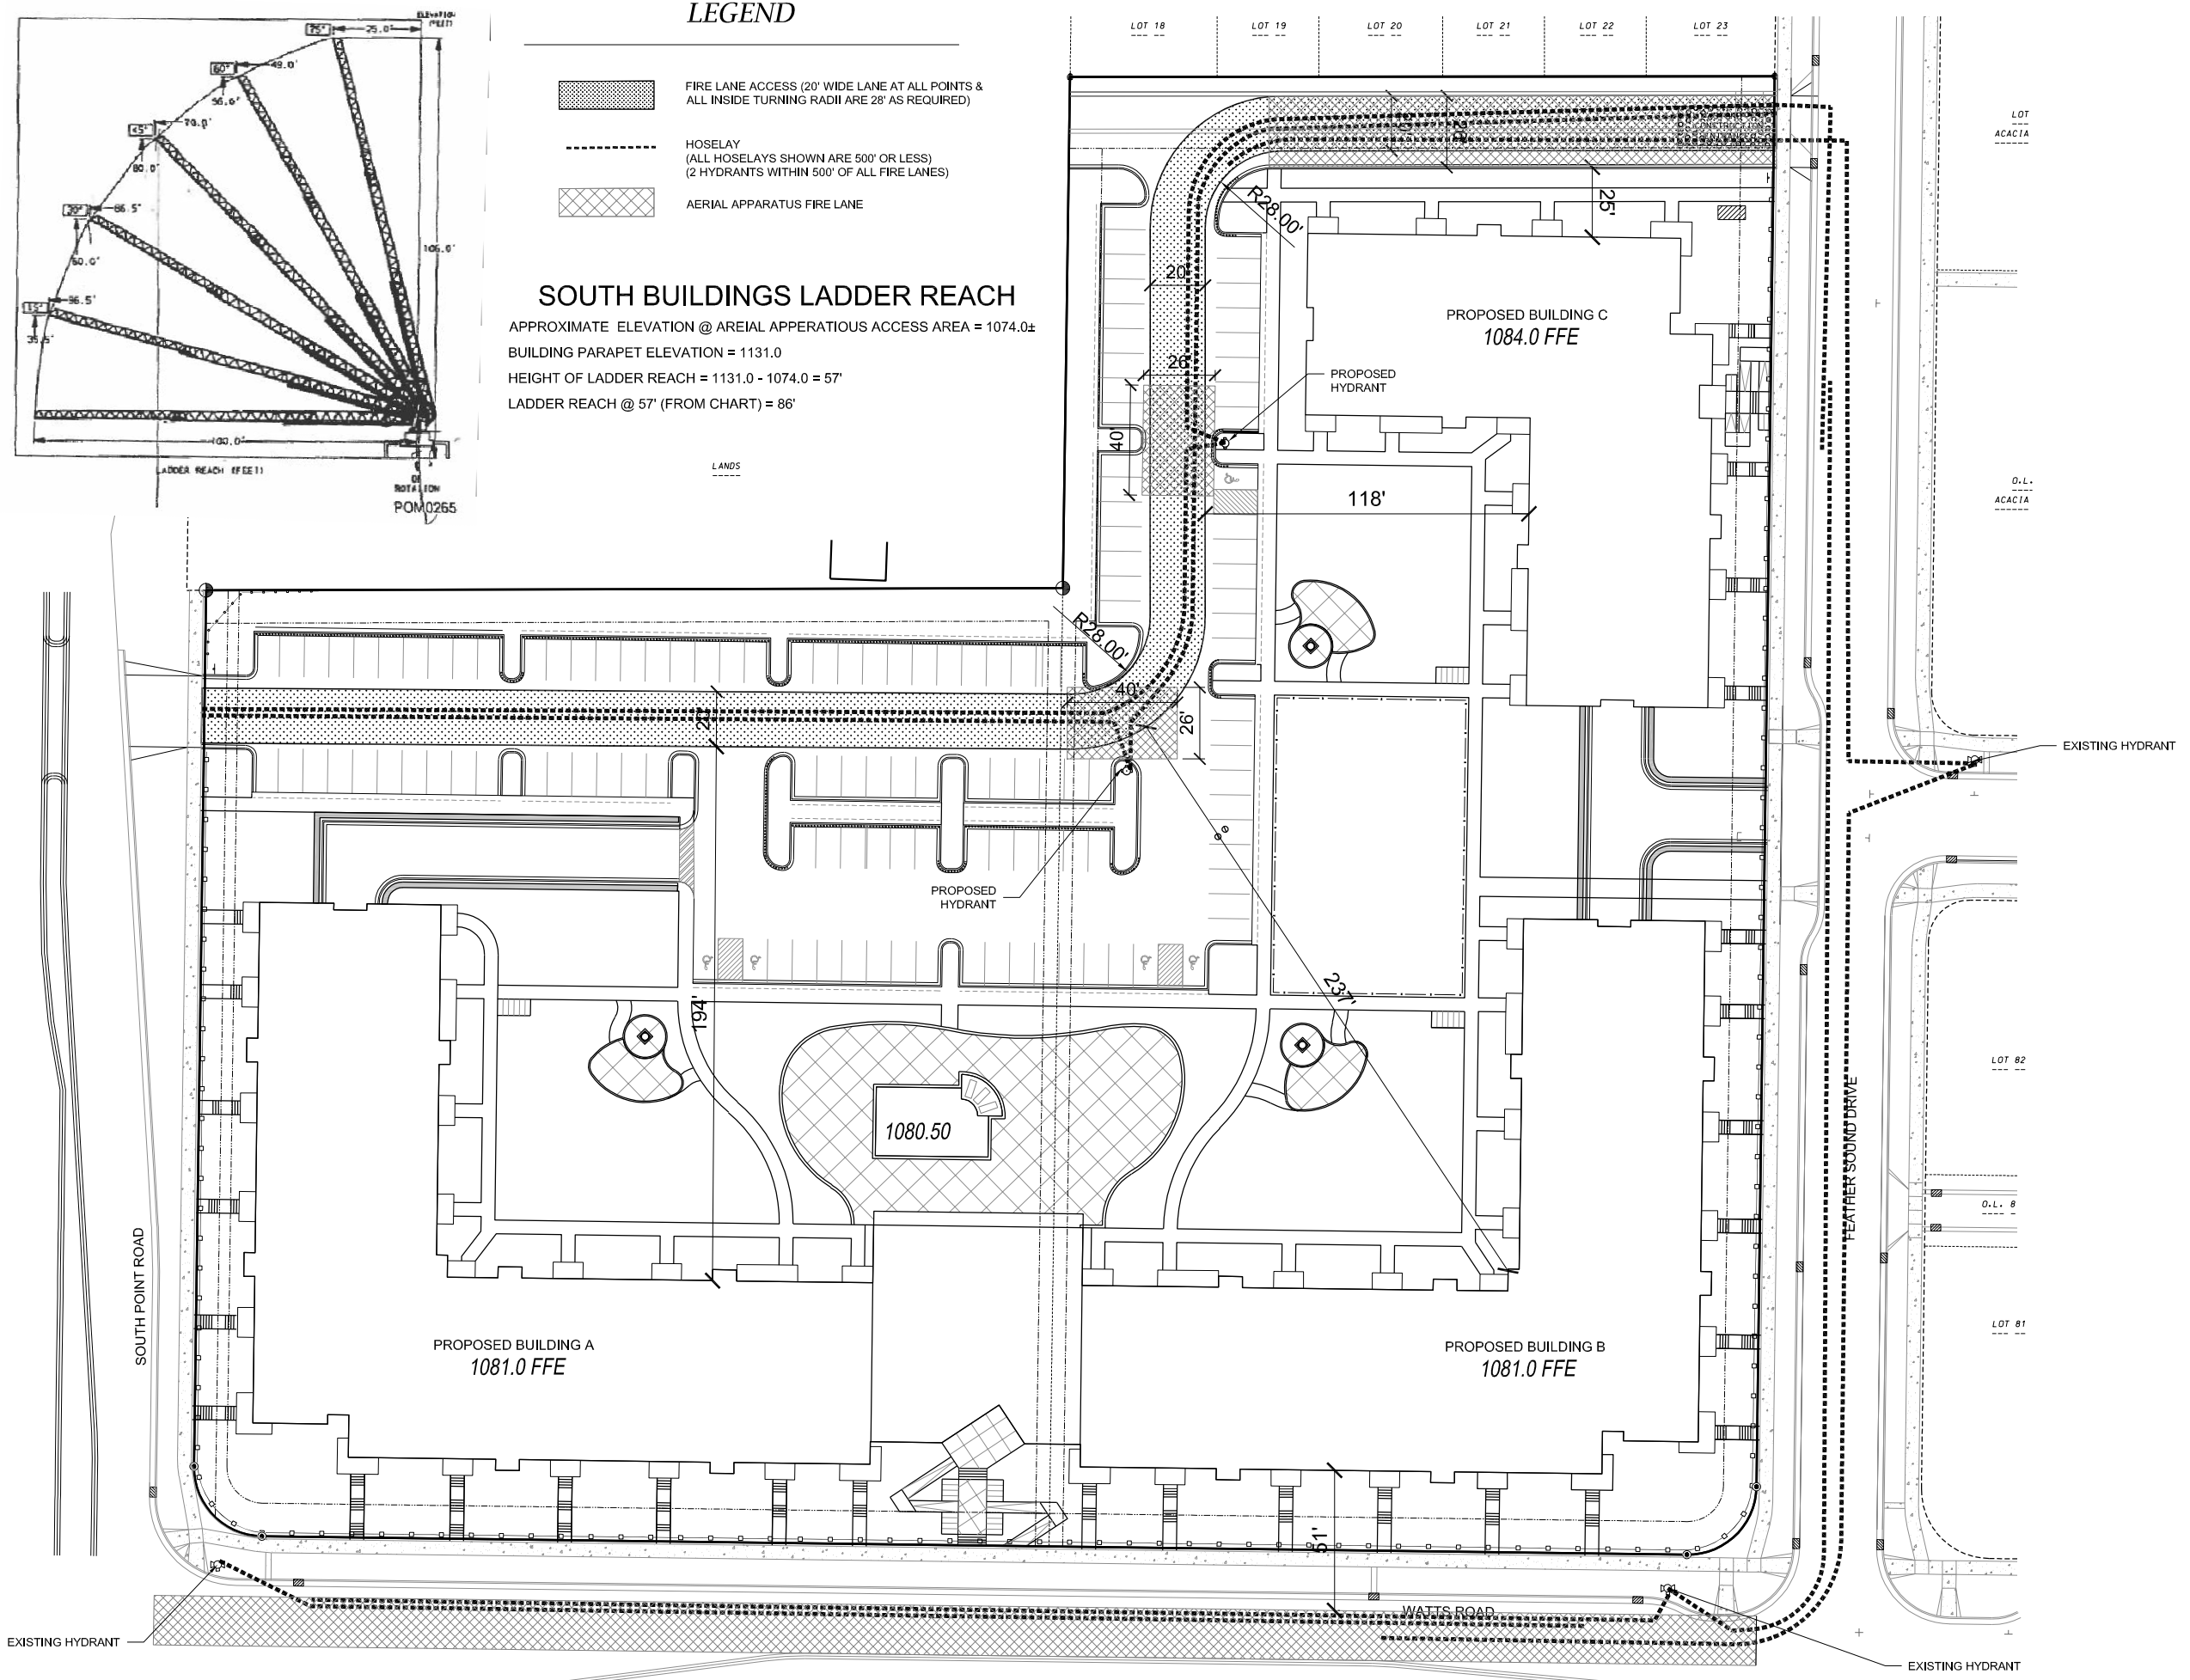 ELEVATION
(FEET)
75°
25.0'
60°
49.0'
56.0'
45°
70.0'
80.0'
30°
86.5'
60.0'
15°
96.5'
35.5'
106.0'
100.0'
LADDER REACH (FEET)
OF
ROTATION
POM0265
LEGEND
FIRE LANE ACCESS (20' WIDE LANE AT ALL POINTS &
ALL INSIDE TURNING RADII ARE 28' AS REQUIRED)
HOSELAY
(ALL HOSELAYS SHOWN ARE 500' OR LESS)
(2 HYDRANTS WITHIN 500' OF ALL FIRE LANES)
AERIAL APPARATUS FIRE LANE
SOUTH BUILDINGS LADDER REACH
APPROXIMATE ELEVATION @ AREIAL APPERATIOUS ACCESS AREA = 1074.0±
BUILDING PARAPET ELEVATION = 1131.0
HEIGHT OF LADDER REACH = 1131.0 - 1074.0 = 57'
LADDER REACH @ 57' (FROM CHART) = 86'
LANDS
LOT 18
LOT 19
LOT 20
LOT 21
LOT 22
LOT 23
LOT
ACACIA
20'
26'
25'
R28.00'
20'
PROPOSED BUILDING C
1084.0 FFE
26'
PROPOSED
HYDRANT
40'
118'
O.L.
ACACIA
R28.00'
40'
26'
20'
EXISTING HYDRANT
PROPOSED
HYDRANT
194'
237'
1080.50
LOT 82
FEATHER SOUND DRIVE
O.L. 8
SOUTH POINT ROAD
LOT 81
PROPOSED BUILDING A
1081.0 FFE
PROPOSED BUILDING B
1081.0 FFE
51'
WATTS ROAD
EXISTING HYDRANT
EXISTING HYDRANT